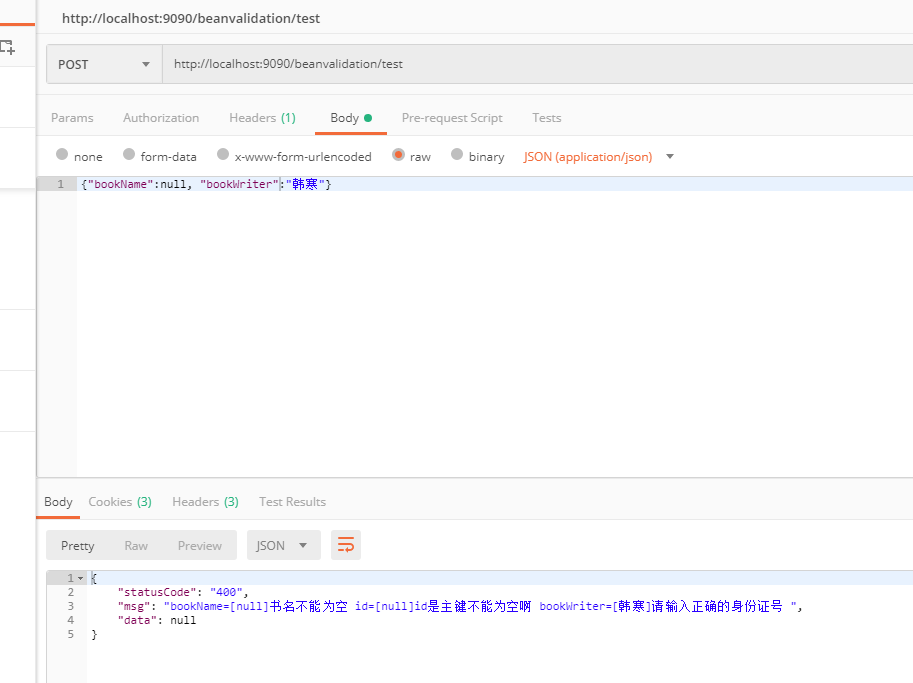 http://localhost:9090/beanvalidation/test
POST http://localhost:9090/beanvalidation/test
Params Authorization Headers (1) Body Pre-request Script Tests
none form-data x-www-form-urlencoded raw binary JSON (application/json)
1 {"bookName":null, "bookWriter":"韩寒"}
Body Cookies (3) Headers (3) Test Results
Pretty Raw Preview JSON
1 {
2 "statusCode": "400",
3 "msg": "bookName=[null]书名不能为空 id=[null]id是主键不能为空啊 bookWriter=[韩寒]请输入正确的身份证号 ",
4 "data": null
5 }